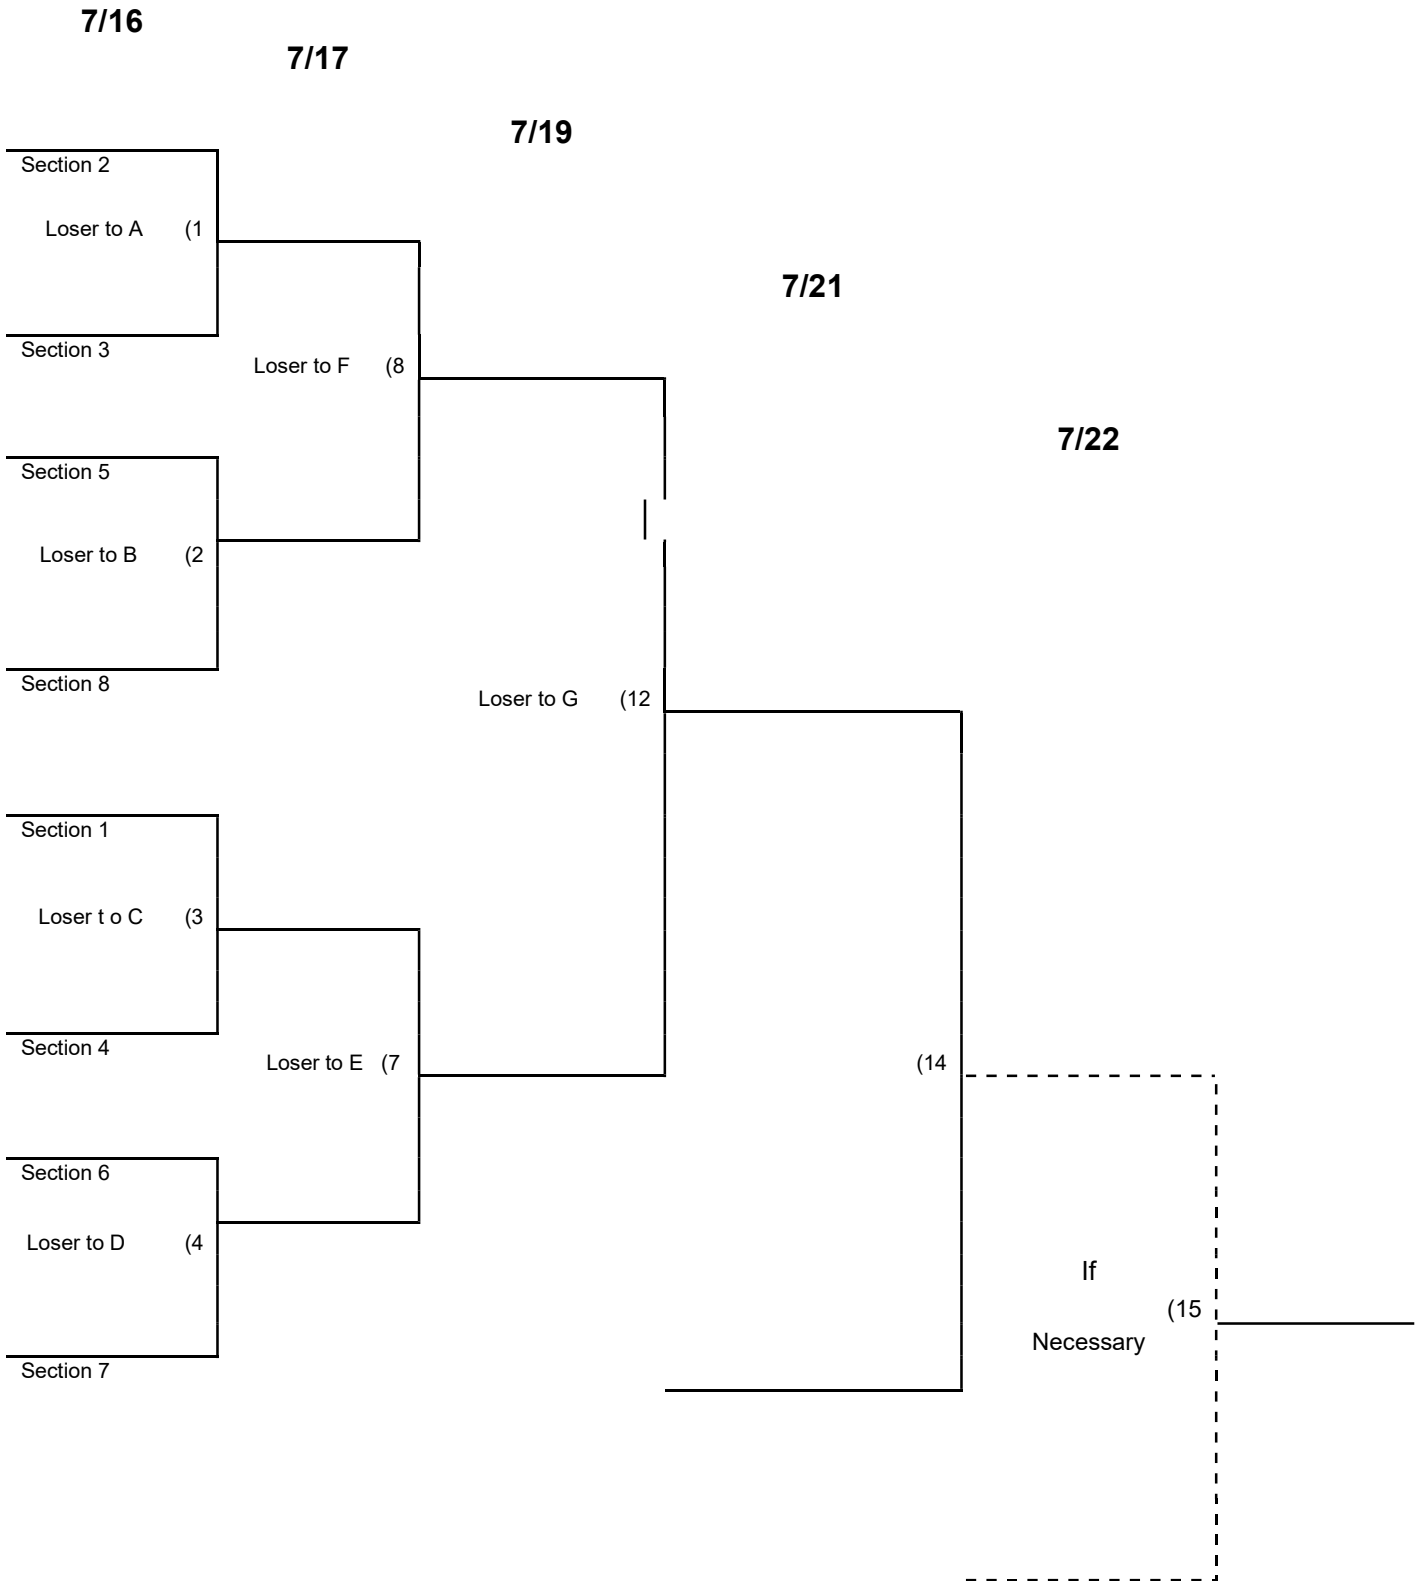 7/16
7/17
7/19
Section 2
Loser to A (1
7/21
Section 3
Loser to F (8
7/22
Section 5
Loser to B (2
Section 8
Loser to G (12
Section 1
Loser t o C (3
Section 4
Loser to E (7
(14
Section 6
Loser to D (4
If
(15
Necessary
Section 7